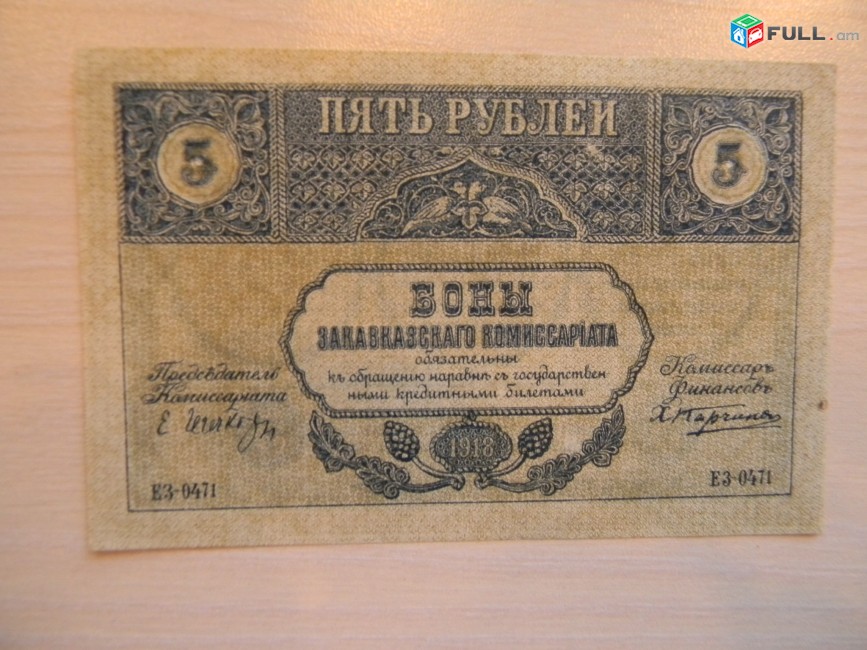 FULL.am
ПЯТЬ РУБЛЕЙ
5 5
БОНЫ
ЗАКАВКАЗСКАГО КОМИССАРІАТА
обязательны
къ обращенію наравнѣ съ государствен
ными кредитными билетами
Предсѣдатель
Комиссаріата
Комиссаръ
Финансовъ
1918
ЕЗ-0471 ЕЗ-0471